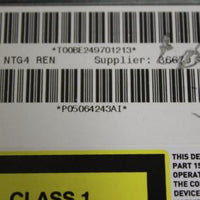 *T00BE249701213*
NTG4 REN Supplier:
*P05064243AI*
THIS DE
PART 15
OPERAT
THE CO
DEVICE
CLASS 1